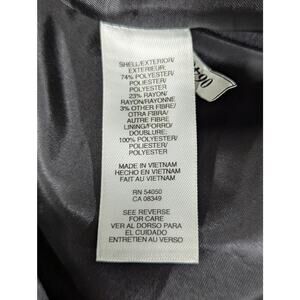 SHELL/EXTERIOR/
EXTERIEUR:
74% POLYESTER/
POLIESTER/
POLYESTER
23% RAYON/
RAYON/RAYONNE
3% OTHER FIBRE/
OTRA FIBRA/
AUTRE FIBRE
LINING/FORRO/
DOUBLURE:
100% POLYESTER/
POLIESTER/
POLYESTER
MADE IN VIETNAM
HECHO EN VIETNAM
FAIT AU VIETNAM
RN 54050
CA 08349
SEE REVERSE
FOR CARE
VER AL DORSO PARA
EL CUIDADO
ENTRETIEN AU VERSO